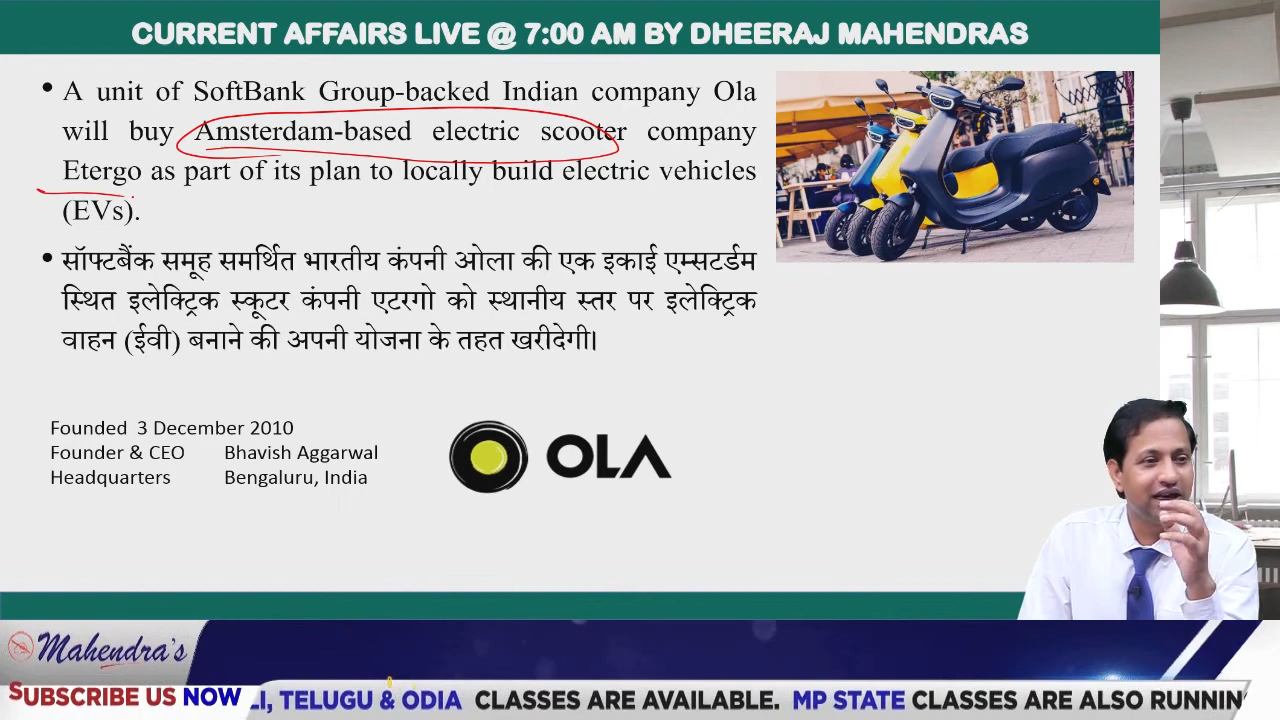 CURRENT AFFAIRS LIVE @ 7:00 AM BY DHEERAJ MAHENDRAS
• A unit of SoftBank Group-backed Indian company Ola
will buy Amsterdam-based electric scooter company
Etergo as part of its plan to locally build electric vehicles
(EVs).
• सॉफ्टबैंक समूह समर्थित भारतीय कंपनी ओला की एक इकाई एम्सटर्डम
स्थित इलेक्ट्रिक स्कूटर कंपनी एटरगो को स्थानीय स्तर पर इलेक्ट्रिक
वाहन (ईवी) बनाने की अपनी योजना के तहत खरीदेगी।
Founded 3 December 2010
Founder & CEO Bhavish Aggarwal
Headquarters Bengaluru, India
OLA
Mahendra's
SUBSCRIBE US NOW
LI, TELUGU & ODIA CLASSES ARE AVAILABLE. MP STATE CLASSES ARE ALSO RUNNIN